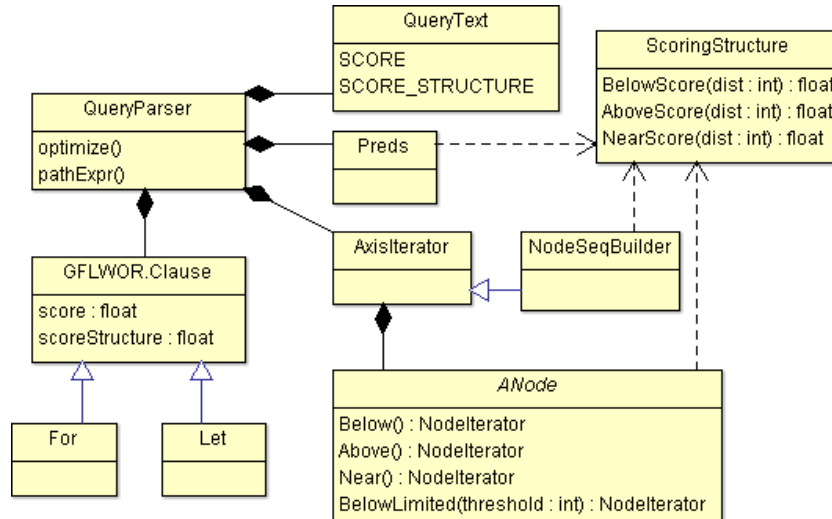 QueryText
SCORE
SCORE_STRUCTURE
ScoringStructure
BelowScore(dist : int) : float
AboveScore(dist : int) : float
NearScore(dist : int) : float
QueryParser
optimize()
pathExpr()
Preds
AxisIterator
NodeSeqBuilder
GFLWOR.Clause
score : float
scoreStructure : float
ANode
Below() : NodeIterator
Above() : NodeIterator
Near() : NodeIterator
BelowLimited(threshold : int) : NodeIterator
For
Let